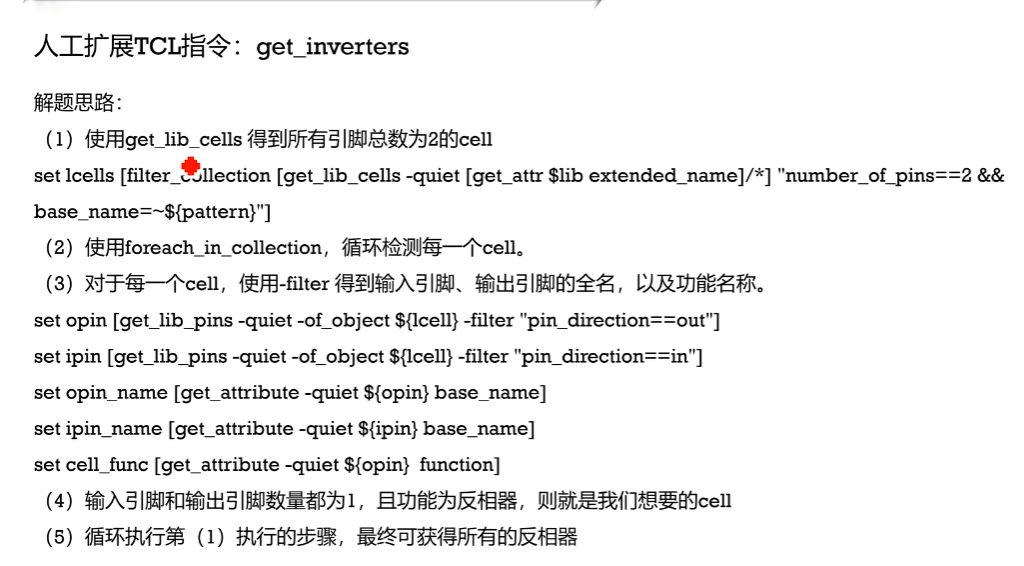 人工扩展TCL指令：get_inverters
解题思路：
（1）使用get_lib_cells 得到所有引脚总数为2的cell
set lcells [filter_collection [get_lib_cells -quiet [get_attr $lib extended_name]/*] "number_of_pins==2 &&
base_name=~${pattern}"]
（2）使用foreach_in_collection，循环检测每一个cell。
（3）对于每一个cell，使用-filter 得到输入引脚、输出引脚的全名，以及功能名称。
set opin [get_lib_pins -quiet -of_object ${lcell} -filter "pin_direction==out"]
set ipin [get_lib_pins -quiet -of_object ${lcell} -filter "pin_direction==in"]
set opin_name [get_attribute -quiet ${opin} base_name]
set ipin_name [get_attribute -quiet ${ipin} base_name]
set cell_func [get_attribute -quiet ${opin}  function]
（4）输入引脚和输出引脚数量都为1，且功能为反相器，则就是我们想要的cell
（5）循环执行第（1）执行的步骤，最终可获得所有的反相器